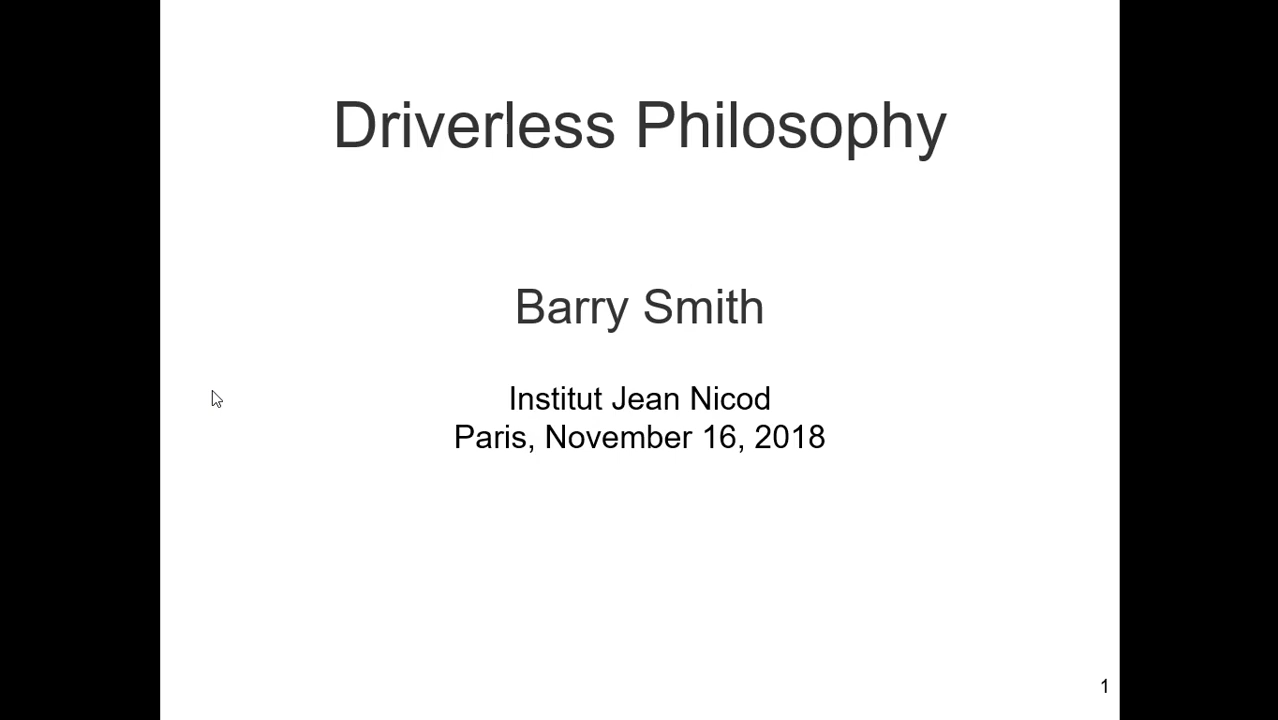 Driverless Philosophy
Barry Smith
Institut Jean Nicod
Paris, November 16, 2018
1